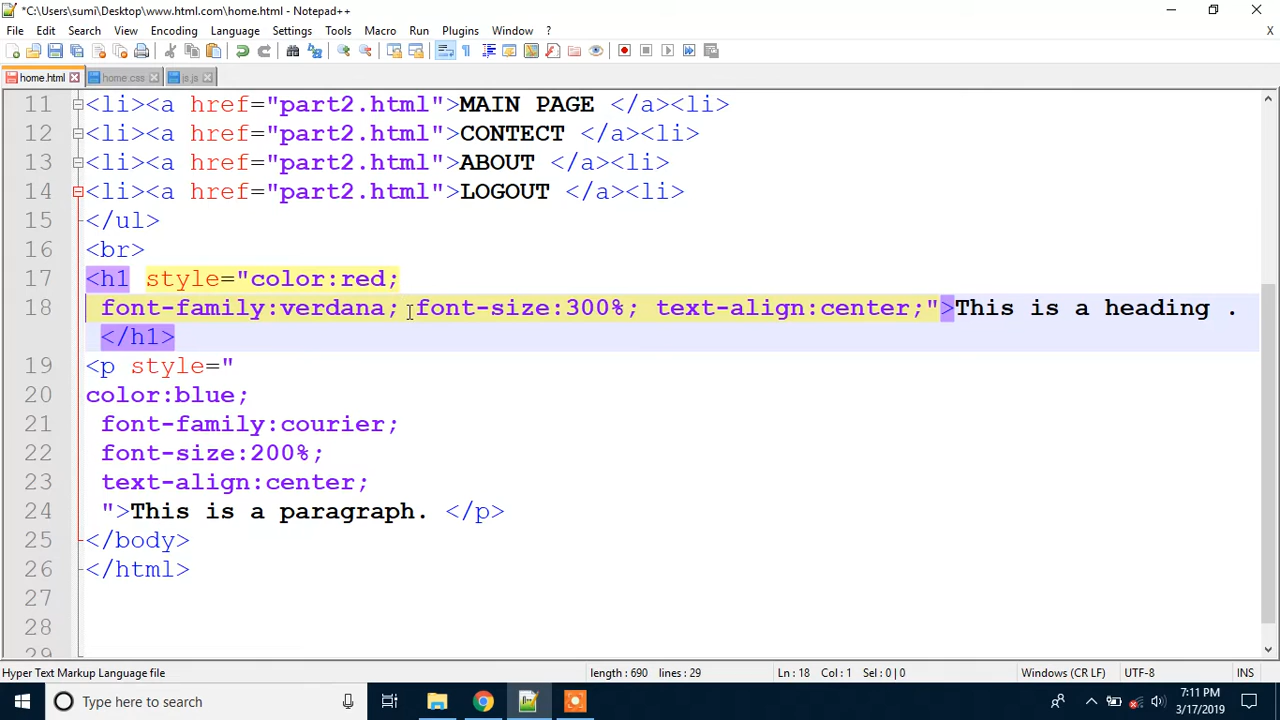 *C:\Users\sumi\Desktop\www.html.com\home.html - Notepad++
File Edit Search View Encoding Language Settings Tools Macro Run Plugins Window ? X
home.html home.css js.js
11 <li><a href="part2.html">MAIN PAGE </a><li>
12 <li><a href="part2.html">CONTECT </a><li>
13 <li><a href="part2.html">ABOUT </a><li>
14 <li><a href="part2.html">LOGOUT </a><li>
15 </ul>
16 <br>
17 <h1 style="color:red;
18 font-family:verdana; font-size:300%; text-align:center;">This is a heading .
</h1>
19 <p style="
20 color:blue;
21 font-family:courier;
22 font-size:200%;
23 text-align:center;
24 ">This is a paragraph. </p>
25 </body>
26 </html>
27
28
29
Hyper Text Markup Language file length : 690 lines : 29 Ln : 18 Col : 1 Sel : 0 | 0 Windows (CR LF) UTF-8 INS
Type here to search 7:11 PM
3/17/2019